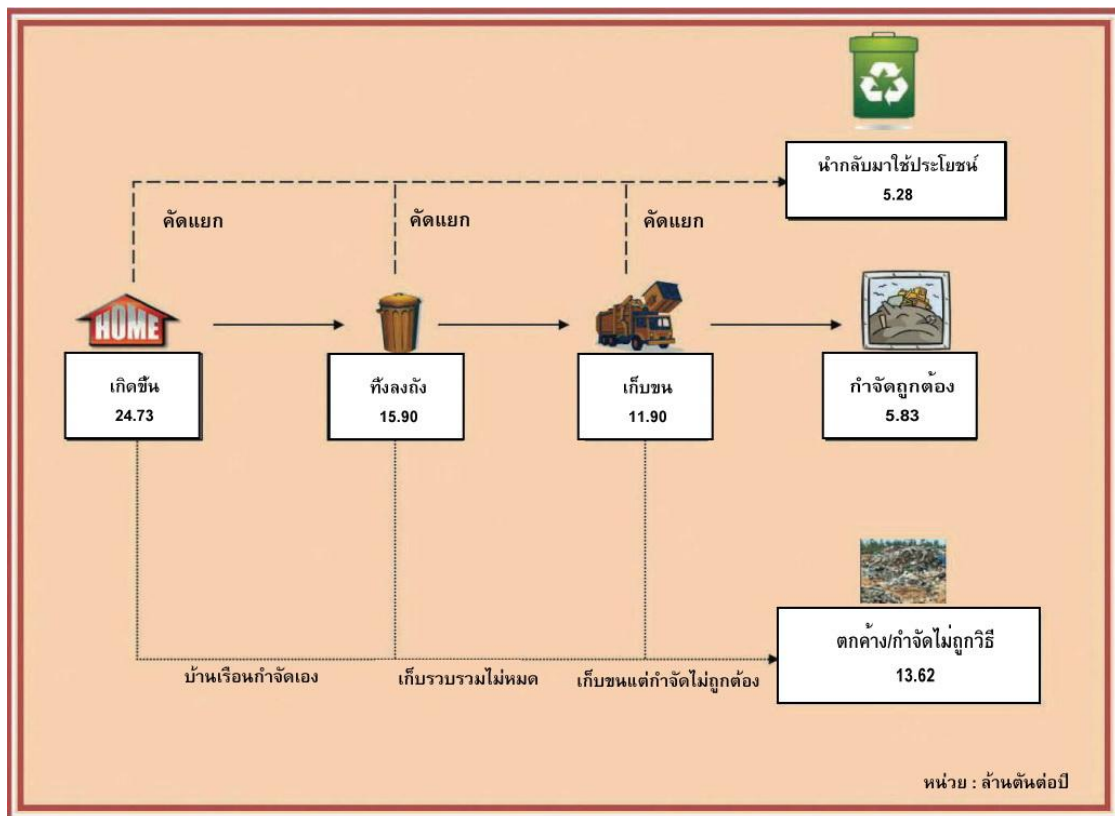 นำกลับมาใช้ประโยชน์
5.28
คัดแยก
คัดแยก
คัดแยก
HOME
เกิดขึ้น
24.73
ทิ้งลงถัง
15.90
เก็บขน
11.90
กำจัดถูกต้อง
5.83
ตกค้าง/กำจัดไม่ถูกวิธี
13.62
บ้านเรือนกำจัดเอง
เก็บรวบรวมไม่หมด
เก็บขนแต่กำจัดไม่ถูกต้อง
หน่วย : ล้านตันต่อปี